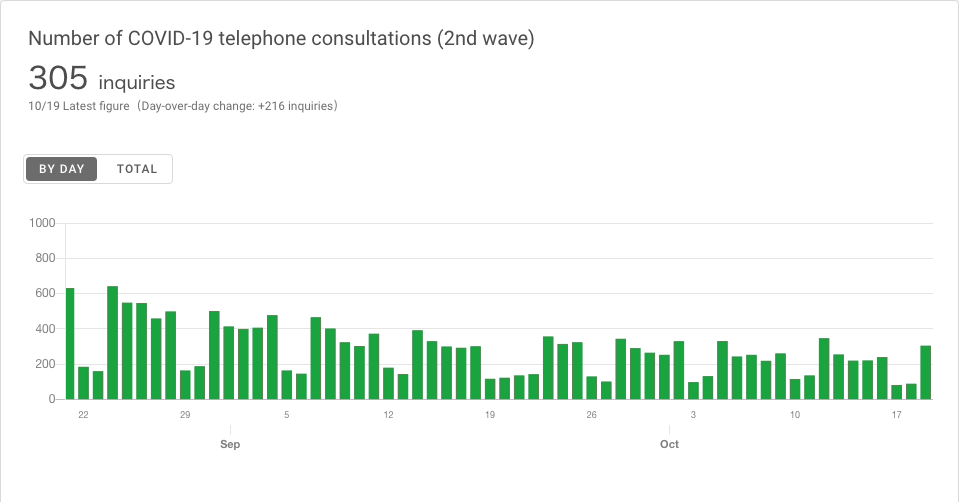 Number of COVID-19 telephone consultations (2nd wave)
305 inquiries
10/19 Latest figure（Day-over-day change: +216 inquiries）
BY DAY TOTAL
1000
800
600
400
200
0
22 29 5 12 19 26 3 10 17
Sep Oct